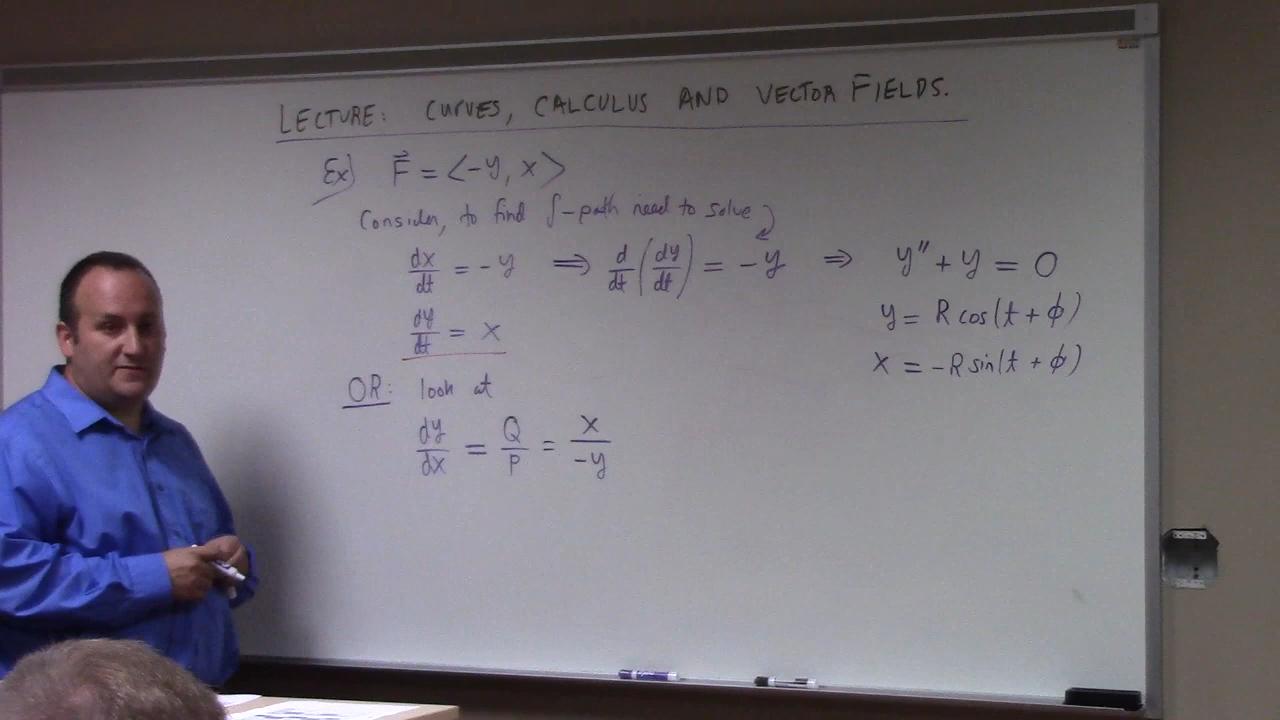 LECTURE: CURVES, CALCULUS AND VECTOR FIELDS.
Ex) F⃗ = <-y, x>
Consider, to find ∫-path need to solve
dx/dt = -y ⟹ d/dt (dy/dt) = -y ⟹ y'' + y = 0
y = R cos(t + ϕ)
dy/dt = x
x = -R sin(t + ϕ)
OR: look at
dy/dx = Q/P = x/-y